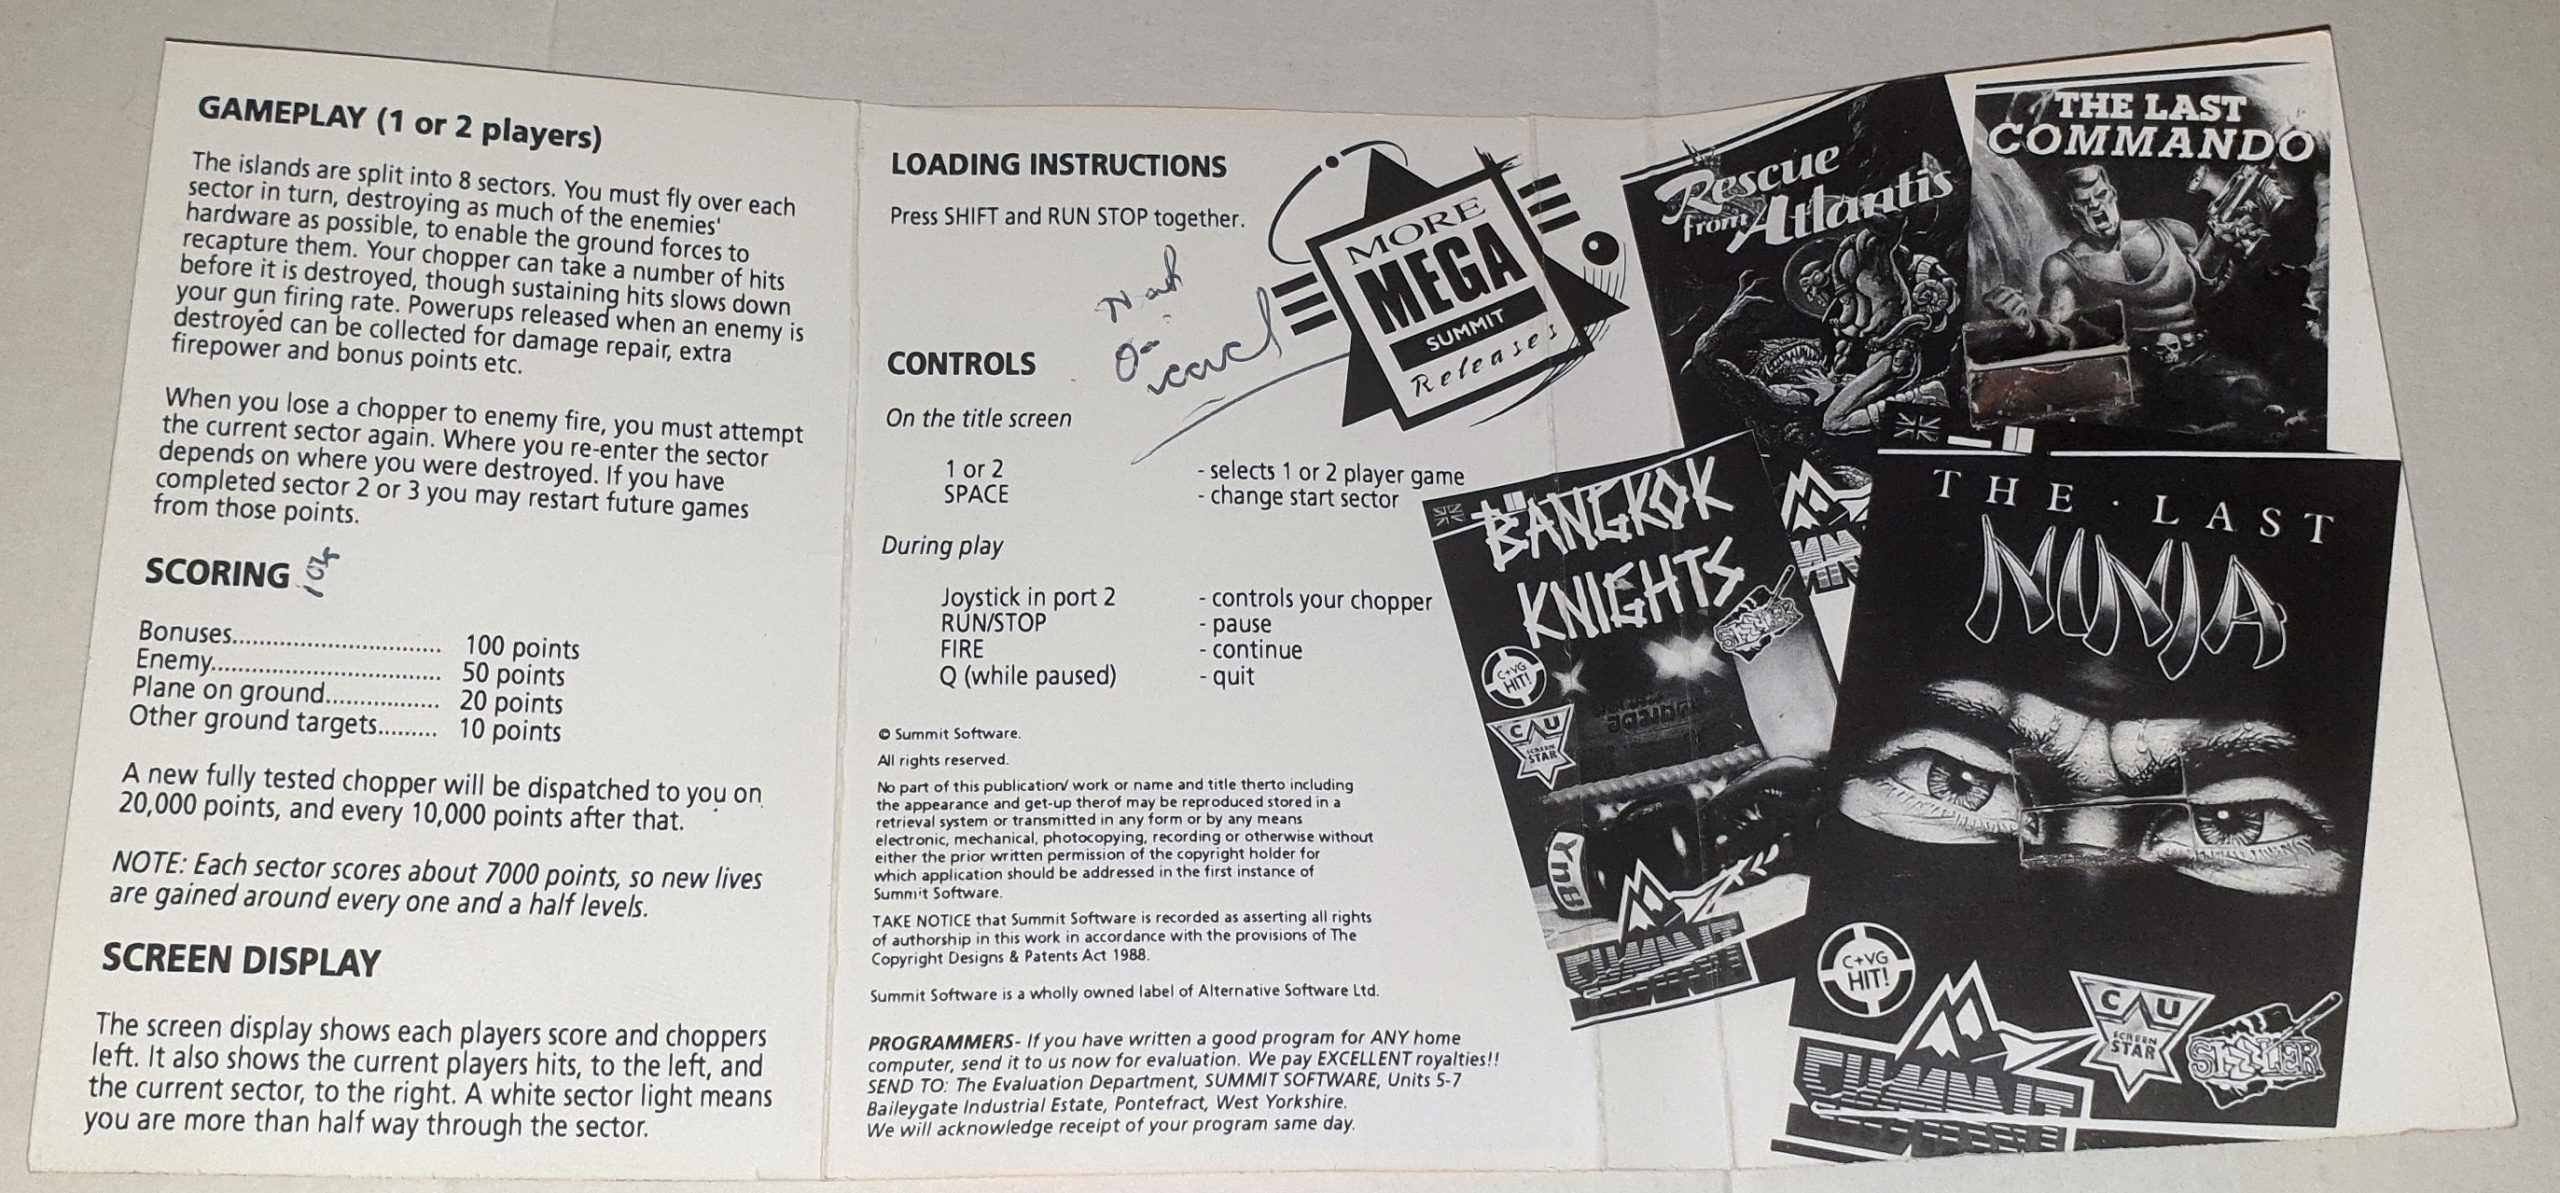 GAMEPLAY (1 or 2 players)
The islands are split into 8 sectors. You must fly over each
sector in turn, destroying as much of the enemies'
hardware as possible, to enable the ground forces to
recapture them. Your chopper can take a number of hits
before it is destroyed, though sustaining hits slows down
your gun firing rate. Powerups released when an enemy is
destroyed can be collected for damage repair, extra
firepower and bonus points etc.
When you lose a chopper to enemy fire, you must attempt
the current sector again. Where you re-enter the sector
depends on where you were destroyed. If you have
completed sector 2 or 3 you may restart future games
from those points.
SCORING
Bonuses............................... 100 points
Enemy.................................. 50 points
Plane on ground................. 20 points
Other ground targets......... 10 points
A new fully tested chopper will be dispatched to you on
20,000 points, and every 10,000 points after that.
NOTE: Each sector scores about 7000 points, so new lives
are gained around every one and a half levels.
SCREEN DISPLAY
The screen display shows each players score and choppers
left. It also shows the current players hits, to the left, and
the current sector, to the right. A white sector light means
you are more than half way through the sector.
LOADING INSTRUCTIONS
Press SHIFT and RUN STOP together.
CONTROLS
On the title screen
1 or 2 - selects 1 or 2 player game
SPACE - change start sector
During play
Joystick in port 2 - controls your chopper
RUN/STOP - pause
FIRE - continue
Q (while paused) - quit
© Summit Software.
All rights reserved.
No part of this publication/ work or name and title therto including
the appearance and get-up therof may be reproduced stored in a
retrieval system or transmitted in any form or by any means
electronic, mechanical, photocopying, recording or otherwise without
either the prior written permission of the copyright holder for
which application should be addressed in the first instance of
Summit Software.
TAKE NOTICE that Summit Software is recorded as asserting all rights
of authorship in this work in accordance with the provisions of The
Copyright Designs & Patents Act 1988.
Summit Software is a wholly owned label of Alternative Software Ltd.
PROGRAMMERS- If you have written a good program for ANY home
computer, send it to us now for evaluation. We pay EXCELLENT royalties!!
SEND TO: The Evaluation Department, SUMMIT SOFTWARE, Units 5-7
Baileygate Industrial Estate, Pontefract, West Yorkshire.
We will acknowledge receipt of your program same day.
MORE
MEGA
SUMMIT
Releases
Rescue
from Atlantis
THE LAST
COMMANDO
BANGKOK
KNIGHTS
SIZZLER
C+VG
HIT!
CAU
SCREEN
STAR
SUMMIT
THE · LAST
NINJA
C+VG
HIT!
SUMMIT
CAU
SCREEN
STAR
SIZZLER